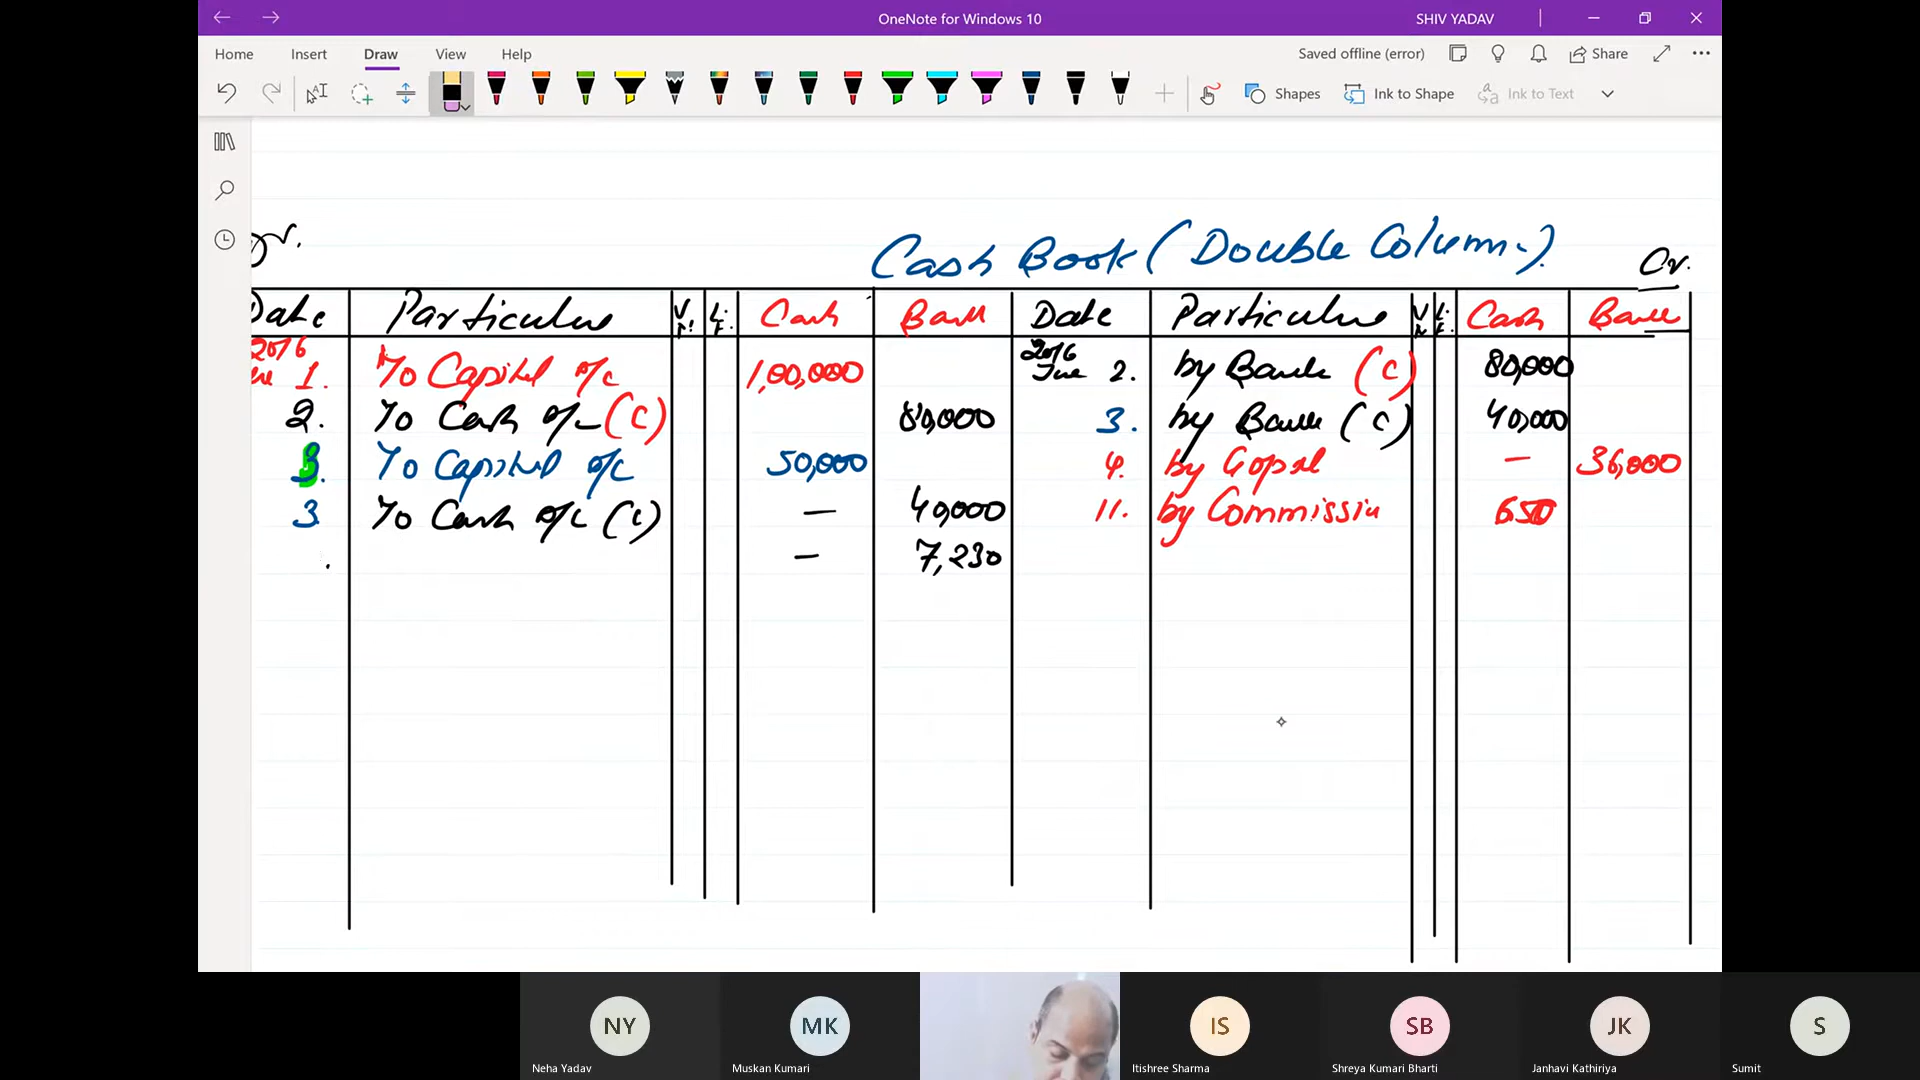 OneNote for Windows 10
SHIV YADAV
Home Insert Draw View Help
Saved offline (error)
Share
Shapes
Ink to Shape
Ink to Text
Dr.
Cash Book (Double Column.)
Cr.
Date Particulars V.N. L.F. Cash Bank Date Particulars V.N. L.F. Cash Bank
2016 1. To Capital a/c 1,00,000 2016 June 2. by Bank (C) 80,000
2. To Cash a/c (C) 80,000 3. by Bank (C) 40,000
3. To Capital a/c 50,000 4. by Gopal — 36,000
3 To Cash a/c (C) — 40,000 11. by Commission 650
— 7,230
NY
Neha Yadav
MK
Muskan Kumari
IS
Itishree Sharma
SB
Shreya Kumari Bharti
JK
Janhavi Kathiriya
S
Sumit